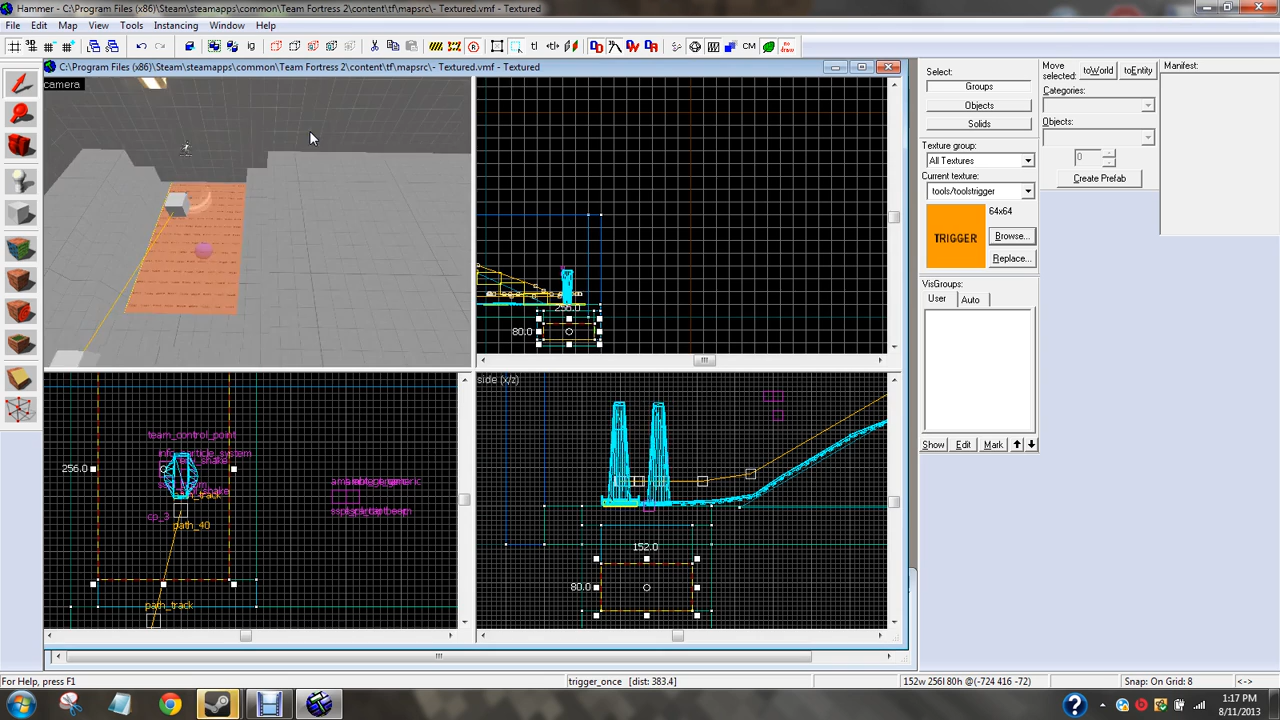 Hammer - [C:\Program Files (x86)\Steam\steamapps\common\Team Fortress 2\content\tf\mapsrc\- Textured.vmf - Textured]
File Edit Map View Tools Instancing Window Help
CM
C:\Program Files (x86)\Steam\steamapps\common\Team Fortress 2\content\tf\mapsrc\- Textured.vmf - Textured
camera
256.0
80.0
team_control_point
256.0
cp_3
path_track
path_40
path_track
side (x/z)
152.0
80.0
Select:
Groups
Objects
Solids
Texture group:
All Textures
Current texture:
tools/toolstrigger
64x64
TRIGGER
Browse...
Replace...
VisGroups:
User Auto
Show Edit Mark
Move selected:
toWorld toEntity
Categories:
Objects:
0
Create Prefab
Manifest:
For Help, press F1
trigger_once [dist: 383.4]
152w 256l 80h @(-724 416 -72)
Snap: On Grid: 8
<->
1:17 PM
8/11/2013